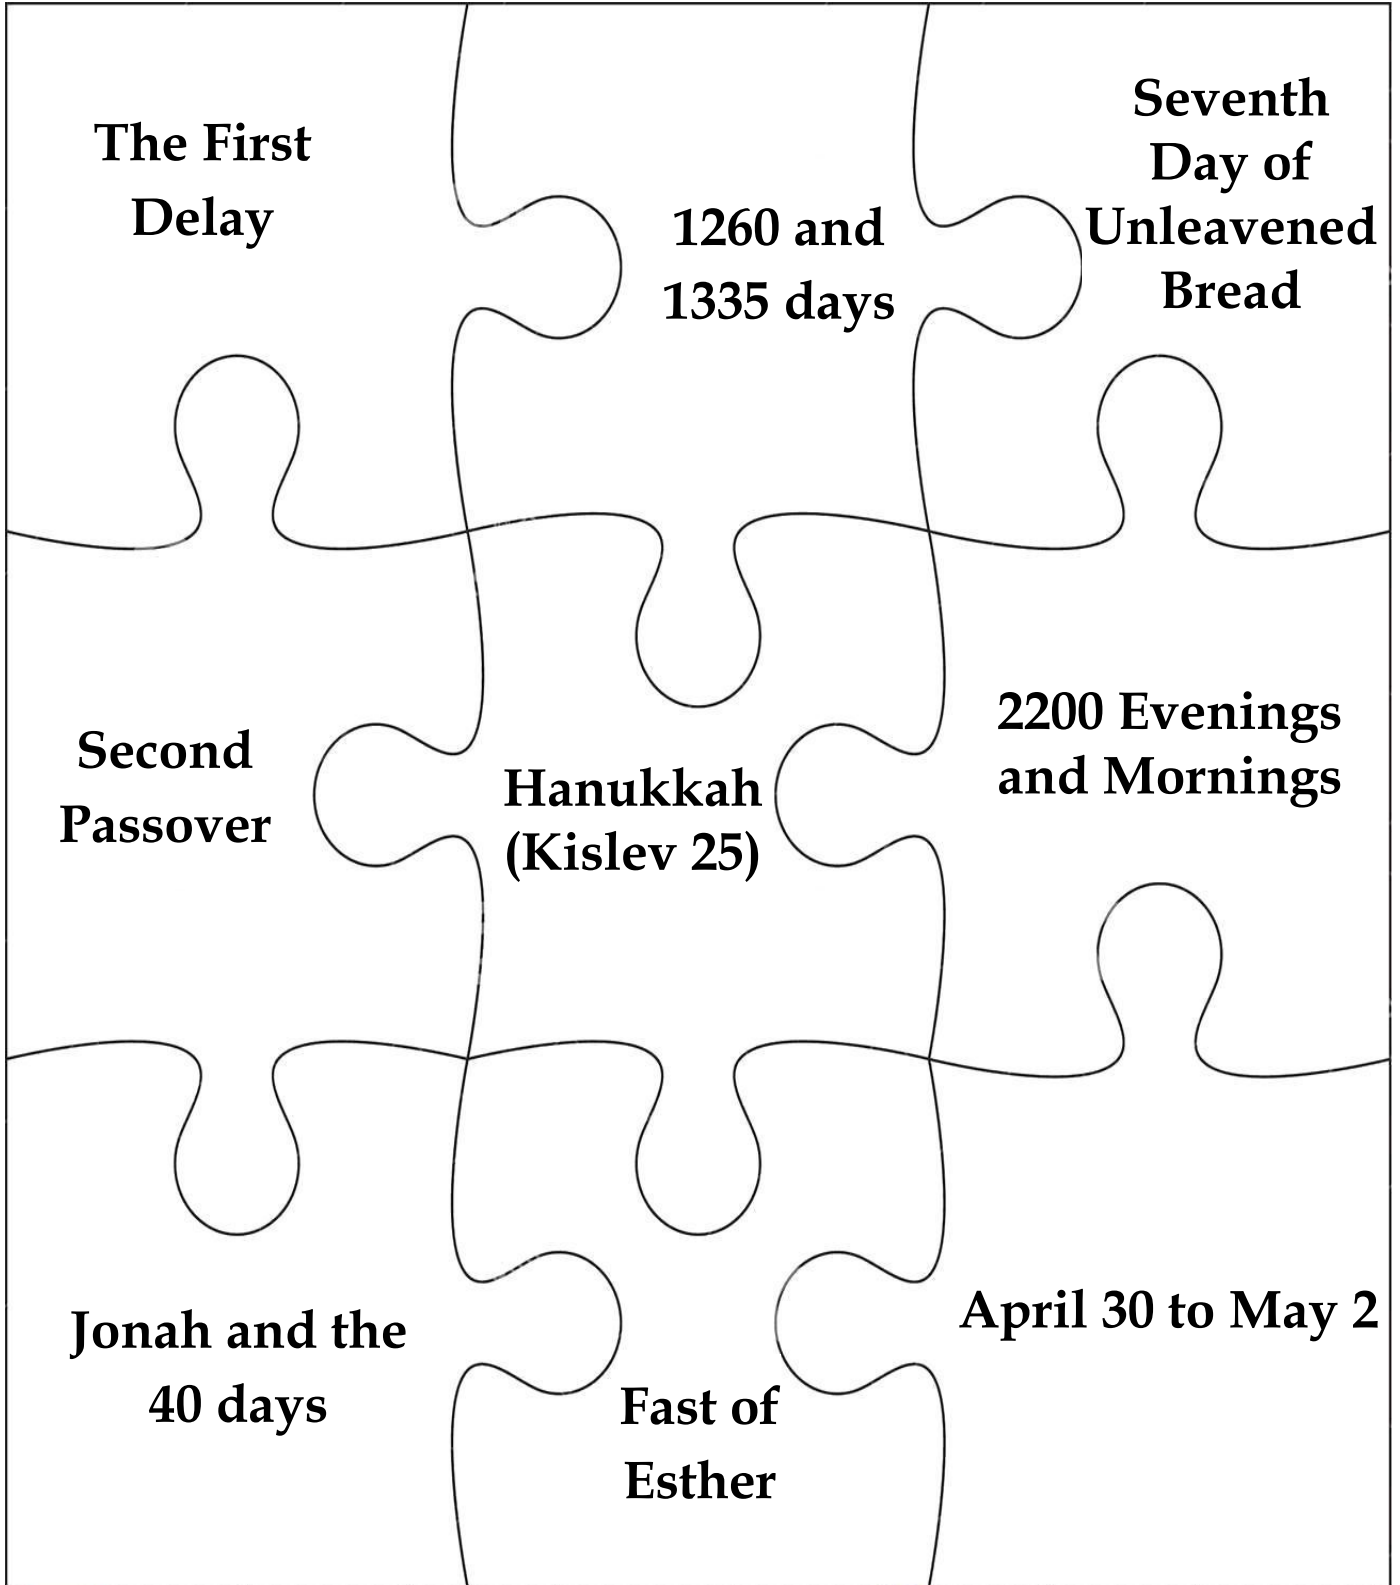 The First
Delay
1260 and
1335 days
Seventh
Day of
Unleavened
Bread
Second
Passover
Hanukkah
(Kislev 25)
2200 Evenings
and Mornings
Jonah and the
40 days
Fast of
Esther
April 30 to May 2